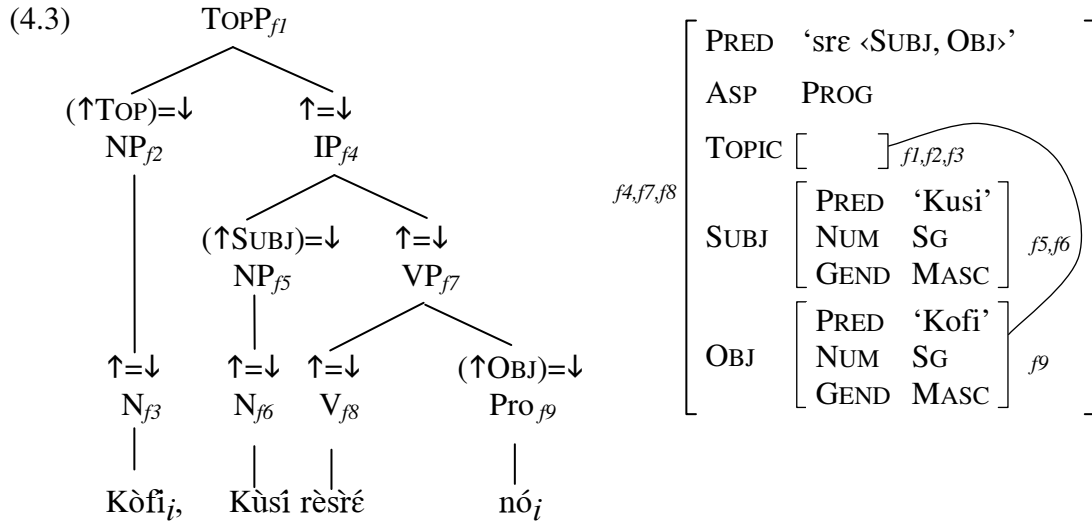 (4.3) TOPP f1
(↑TOP)=↓ ↑=↓
NP f2 IP f4
(↑SUBJ)=↓ ↑=↓
NP f5 VP f7
↑=↓ ↑=↓ ↑=↓ (↑OBJ)=↓
N f3 N f6 V f8 Pro f9
Kòfí i, Kùsí rèsrɛ̀ɛ́ nó i
PRED ‘srɛ ‹SUBJ, OBJ›’
ASP PROG
TOPIC [ ] f1,f2,f3
f4,f7,f8
PRED ‘Kusi’
SUBJ NUM SG f5,f6
GEND MASC
PRED ‘Kofi’
OBJ NUM SG f9
GEND MASC